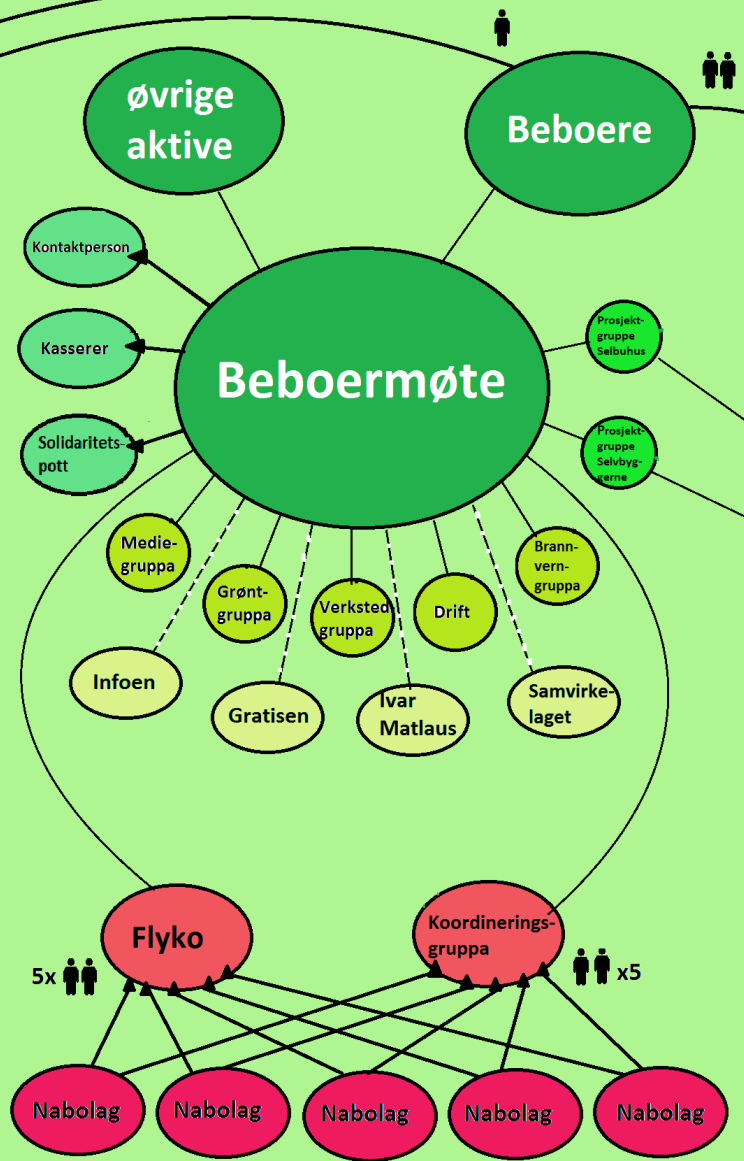 øvrige
aktive
Beboere
Kontaktperson
Kasserer
Solidaritets-
pott
Beboermøte
Prosjekt-
gruppe
Selbuhus
Prosjekt-
gruppe
Selvbyg-
gerne
Medie-
gruppa
Grønt-
gruppa
Verksted
gruppa
Drift
Brann-
vern-
gruppa
Infoen
Gratisen
Ivar
Matlaus
Samvirke-
laget
Flyko
5x
Koordinerings-
gruppa
x5
Nabolag
Nabolag
Nabolag
Nabolag
Nabolag